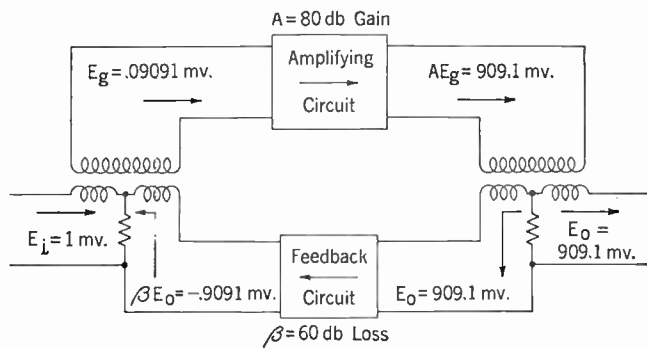 A=80 db Gain
Eg=.09091 mv.
Amplifying
Circuit
AEg=909.1 mv.
Ei=1 mv.
βEo=-.9091 mv.
Feedback
Circuit
Eo=909.1 mv.
Eo=
909.1 mv.
β=60 db Loss